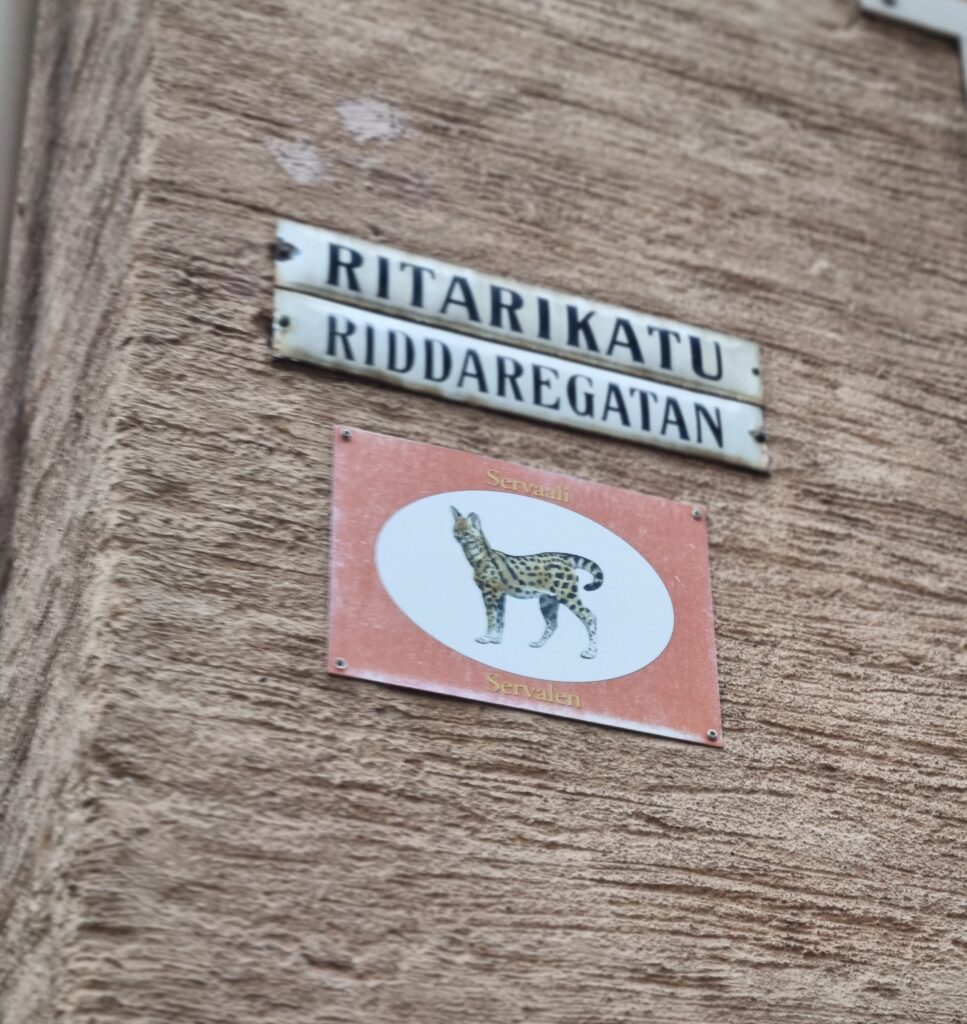 RITARIKATU
RIDDAREGATAN
Servaali
Servalen